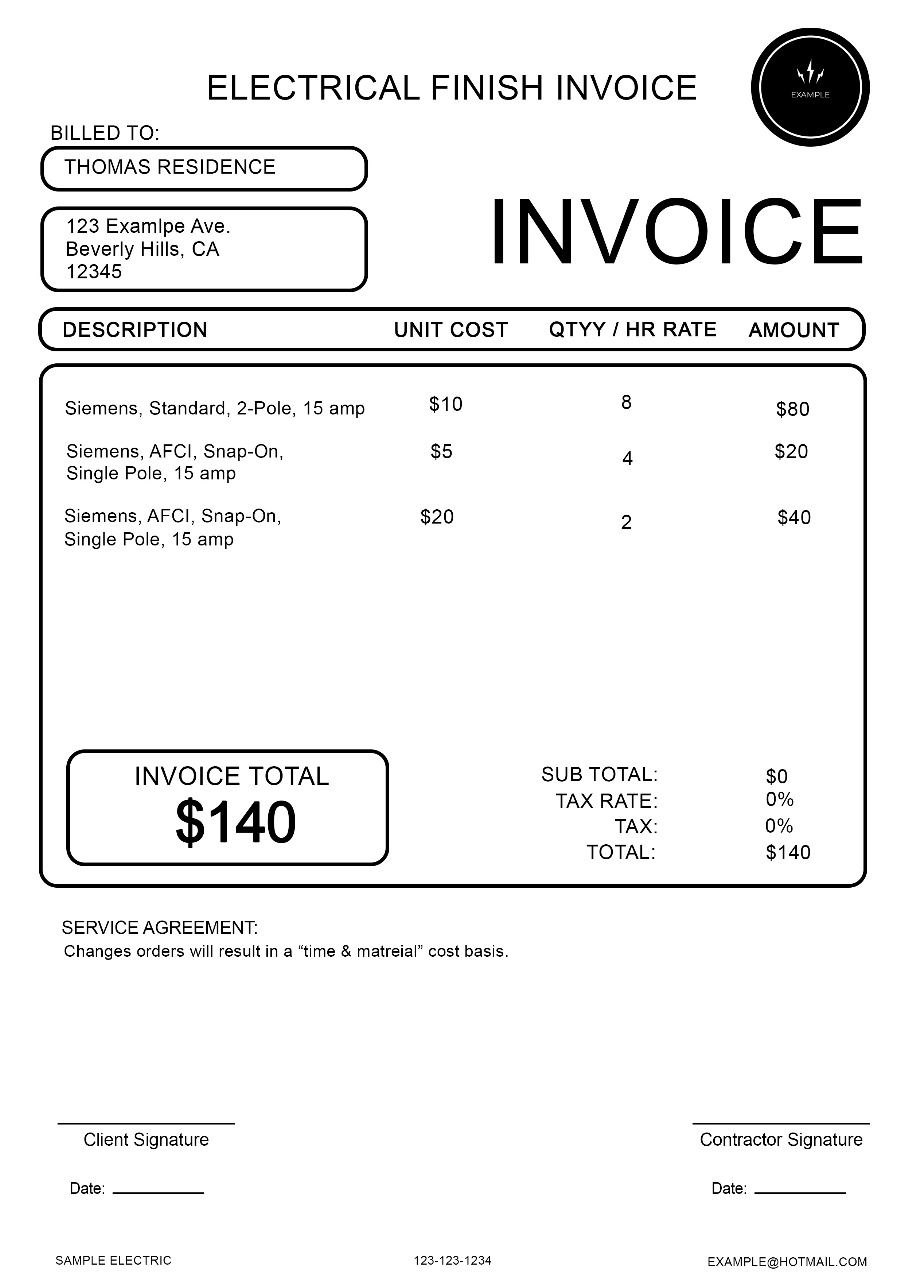 ELECTRICAL FINISH INVOICE
EXAMPLE
BILLED TO:
THOMAS RESIDENCE
123 Examlpe Ave.
Beverly Hills, CA
12345
INVOICE
DESCRIPTION UNIT COST QTYY / HR RATE AMOUNT
Siemens, Standard, 2-Pole, 15 amp $10 8 $80
Siemens, AFCI, Snap-On, $5 4 $20
Single Pole, 15 amp
Siemens, AFCI, Snap-On, $20 2 $40
Single Pole, 15 amp
INVOICE TOTAL
$140
SUB TOTAL: $0
TAX RATE: 0%
TAX: 0%
TOTAL: $140
SERVICE AGREEMENT:
Changes orders will result in a “time & matreial” cost basis.
Client Signature Contractor Signature
Date: Date:
SAMPLE ELECTRIC 123-123-1234 EXAMPLE@HOTMAIL.COM